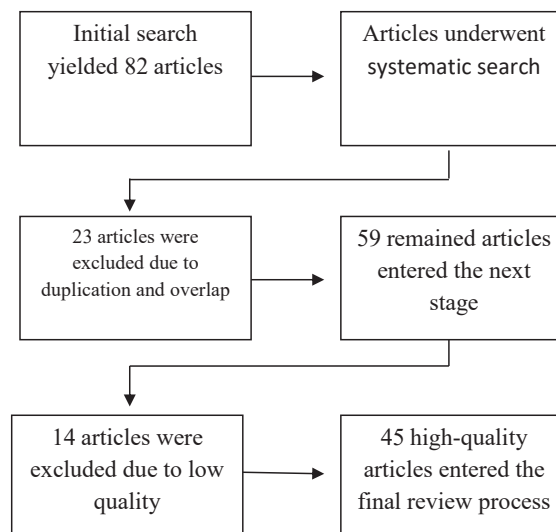 Initial search
yielded 82 articles
Articles underwent
systematic search
23 articles were
excluded due to
duplication and overlap
59 remained articles
entered the next
stage
14 articles were
excluded due to low
quality
45 high-quality
articles entered the
final review process